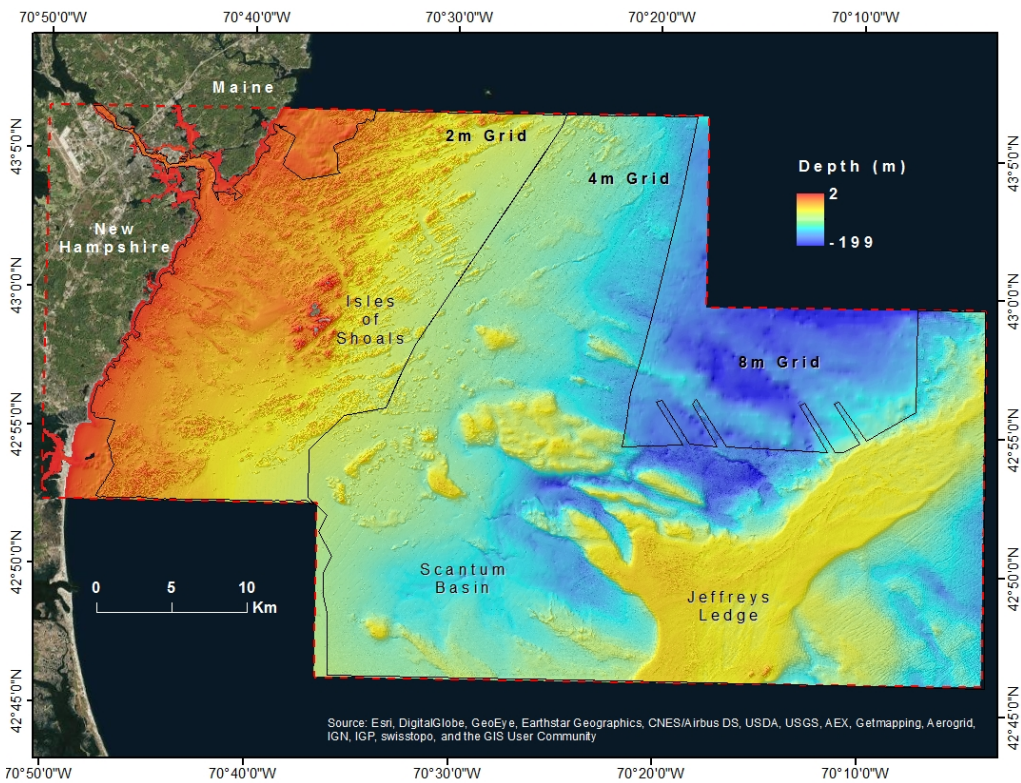 70°50'0"W 70°40'0"W 70°30'0"W 70°20'0"W 70°10'0"W
Maine
2m Grid
43°5'0"N
43°5'0"N
4m Grid
Depth (m)
2
-199
New
Hampshire
43°0'0"N
43°0'0"N
Isles
of
Shoals
8m Grid
42°55'0"N
42°55'0"N
42°50'0"N
42°50'0"N
Scantum
Basin
0 5 10
Km
Jeffreys
Ledge
42°45'0"N
42°45'0"N
Source: Esri, DigitalGlobe, GeoEye, Earthstar Geographics, CNES/Airbus DS, USDA, USGS, AEX, Getmapping, Aerogrid,
IGN, IGP, swisstopo, and the GIS User Community
70°50'0"W 70°40'0"W 70°30'0"W 70°20'0"W 70°10'0"W